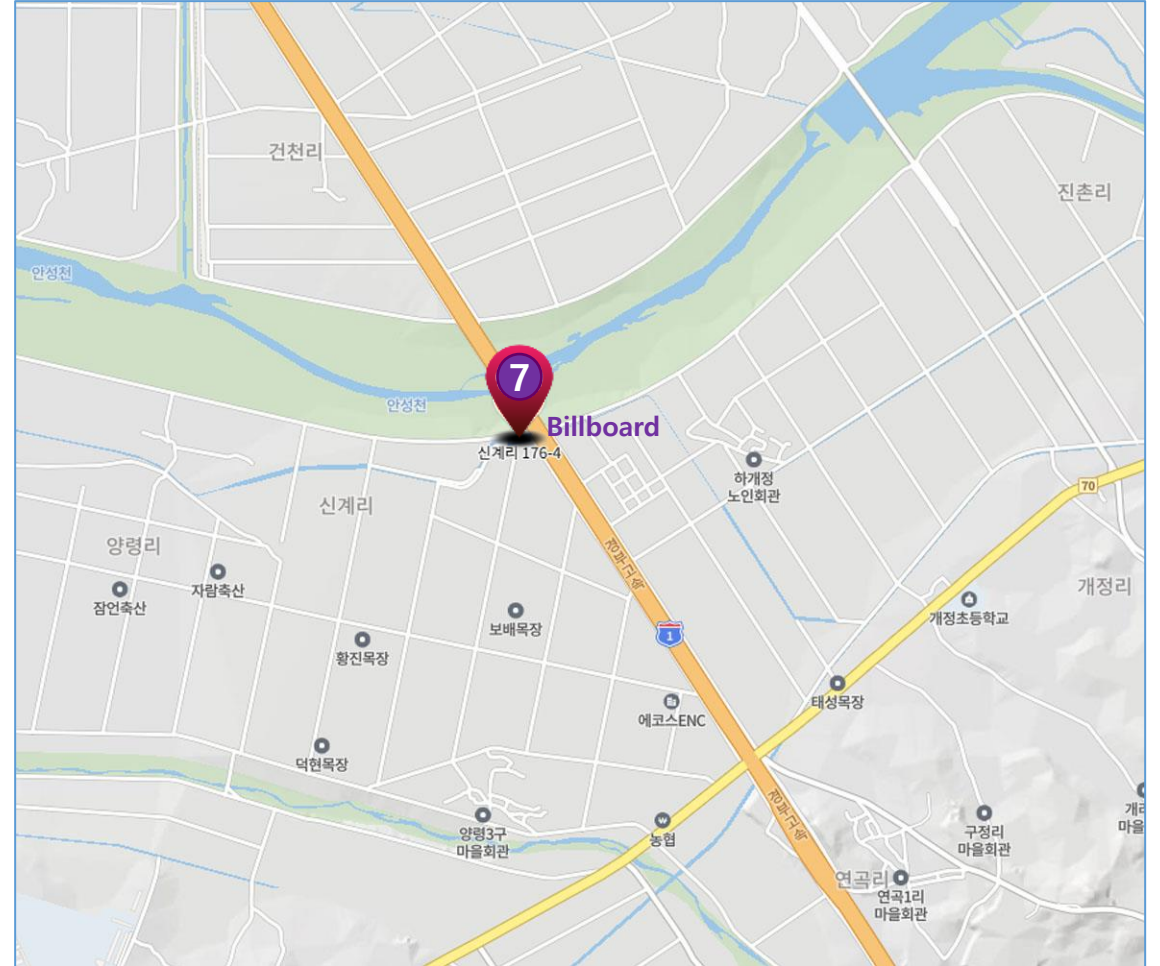 건천리
진촌리
안성천
7
안성천
Billboard
신계리 176-4
하개정
노인회관
70
신계리
양령리
경부고속
자람축산
개정리
잠언축산
개정초등학교
보배목장
1
황진목장
태성목장
에코스ENC
덕현목장
경부고속
양령3구
마을회관
농협
구정리
마을회관
마을
연곡리
연곡1리
마을회관